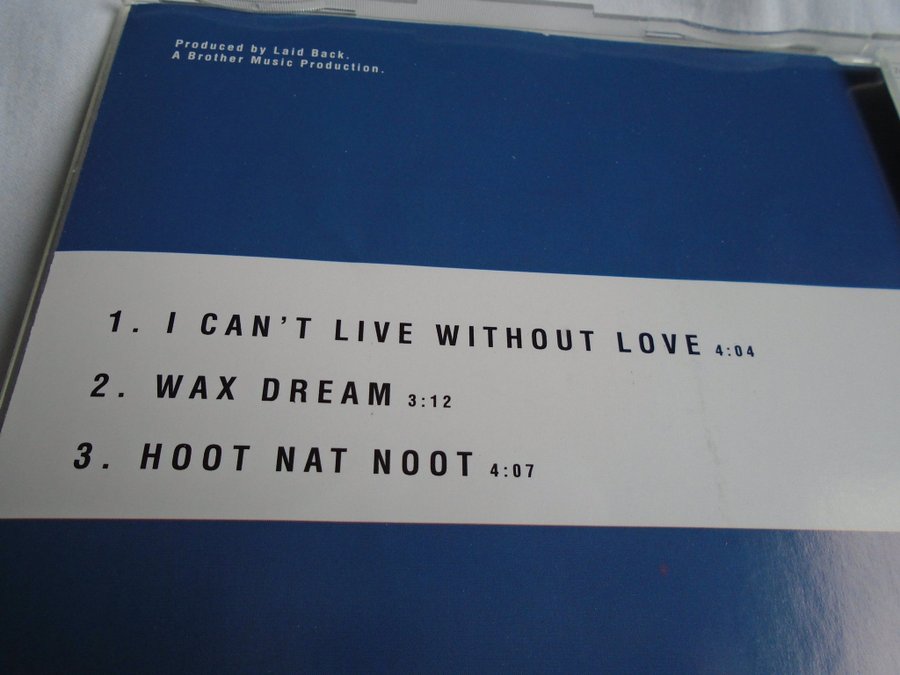 Produced by Laid Back.
A Brother Music Production.
1. I CAN'T LIVE WITHOUT LOVE 4:04
2. WAX DREAM 3:12
3. HOOT NAT NOOT 4:07